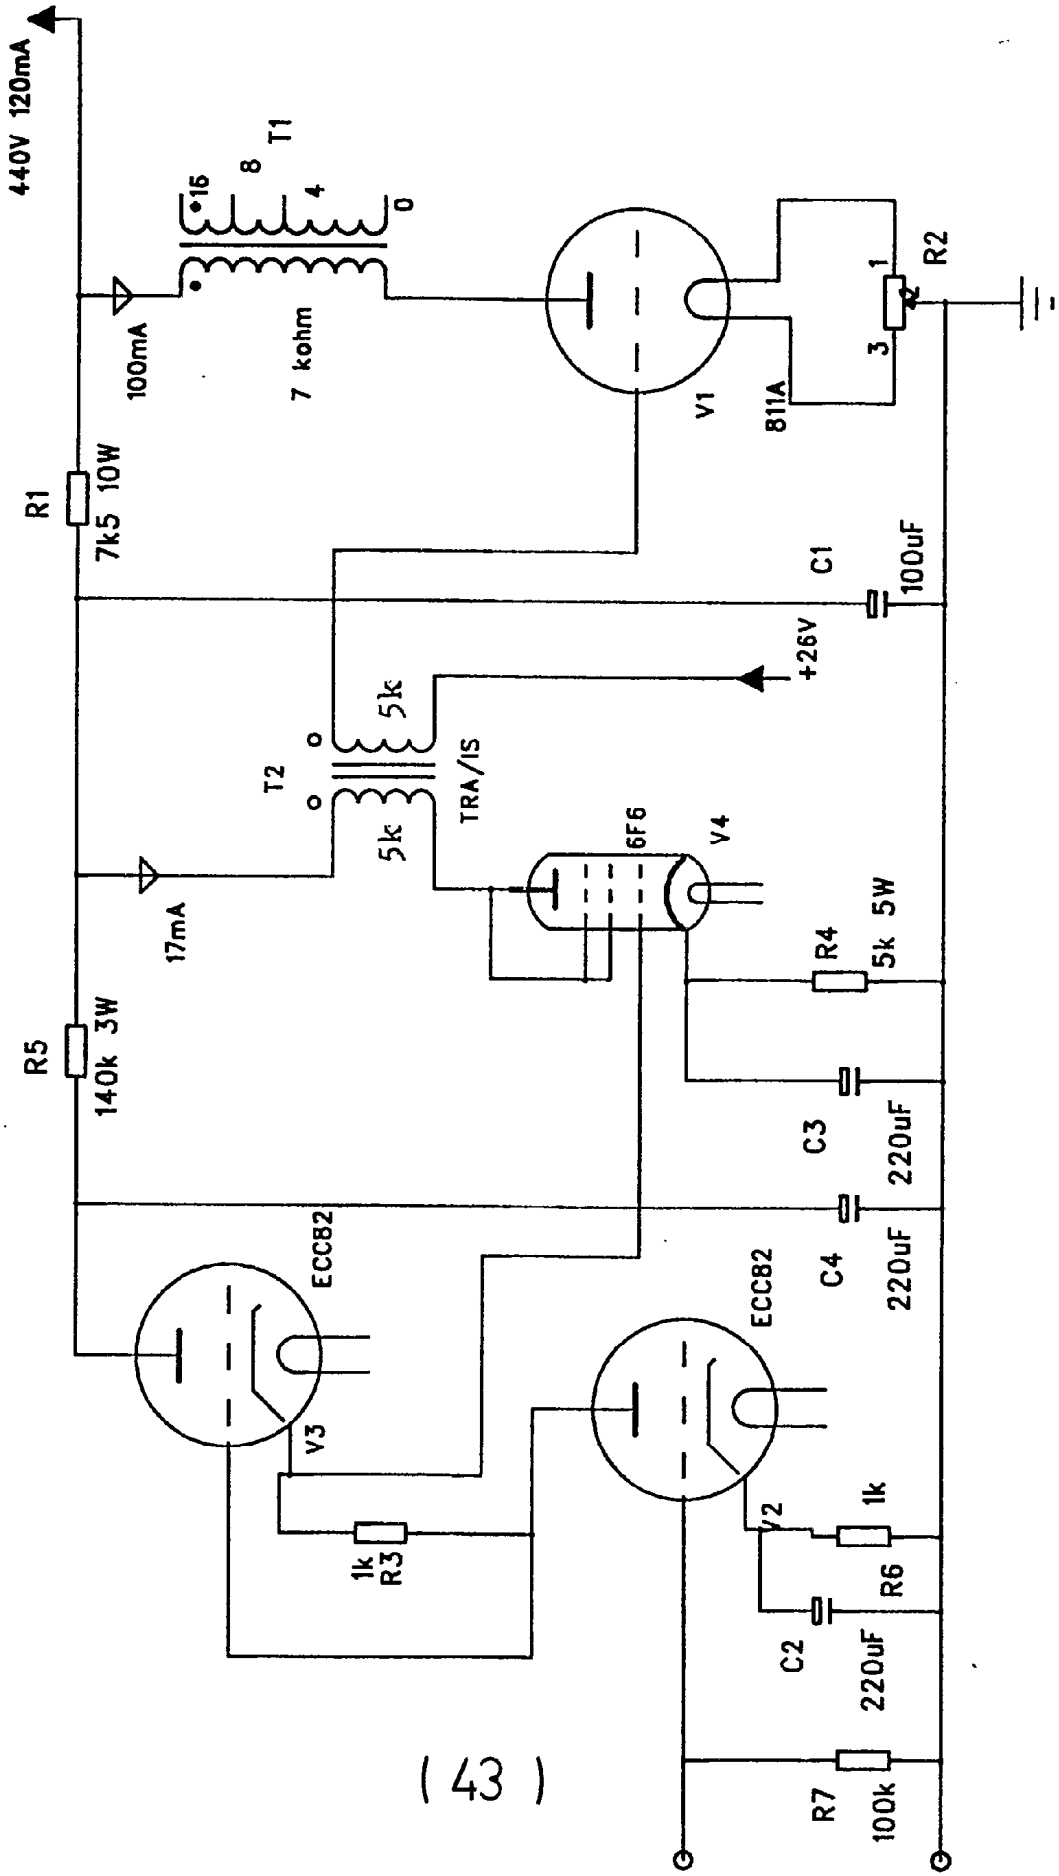 440V 120mA
R1
7k5 10W
100mA
•16
8
4
0
T1
7 kohm
V1
811A
1
2
3
R2
C1
100uF
+26V
T2
5k
5k
TRA/IS
17mA
6F6
V4
R4
5k 5W
R5
140k 3W
C3
220uF
C4
220uF
ECC82
V3
1k
R3
ECC82
V2
1k
R6
C2
220uF
R7
100k
( 43 )